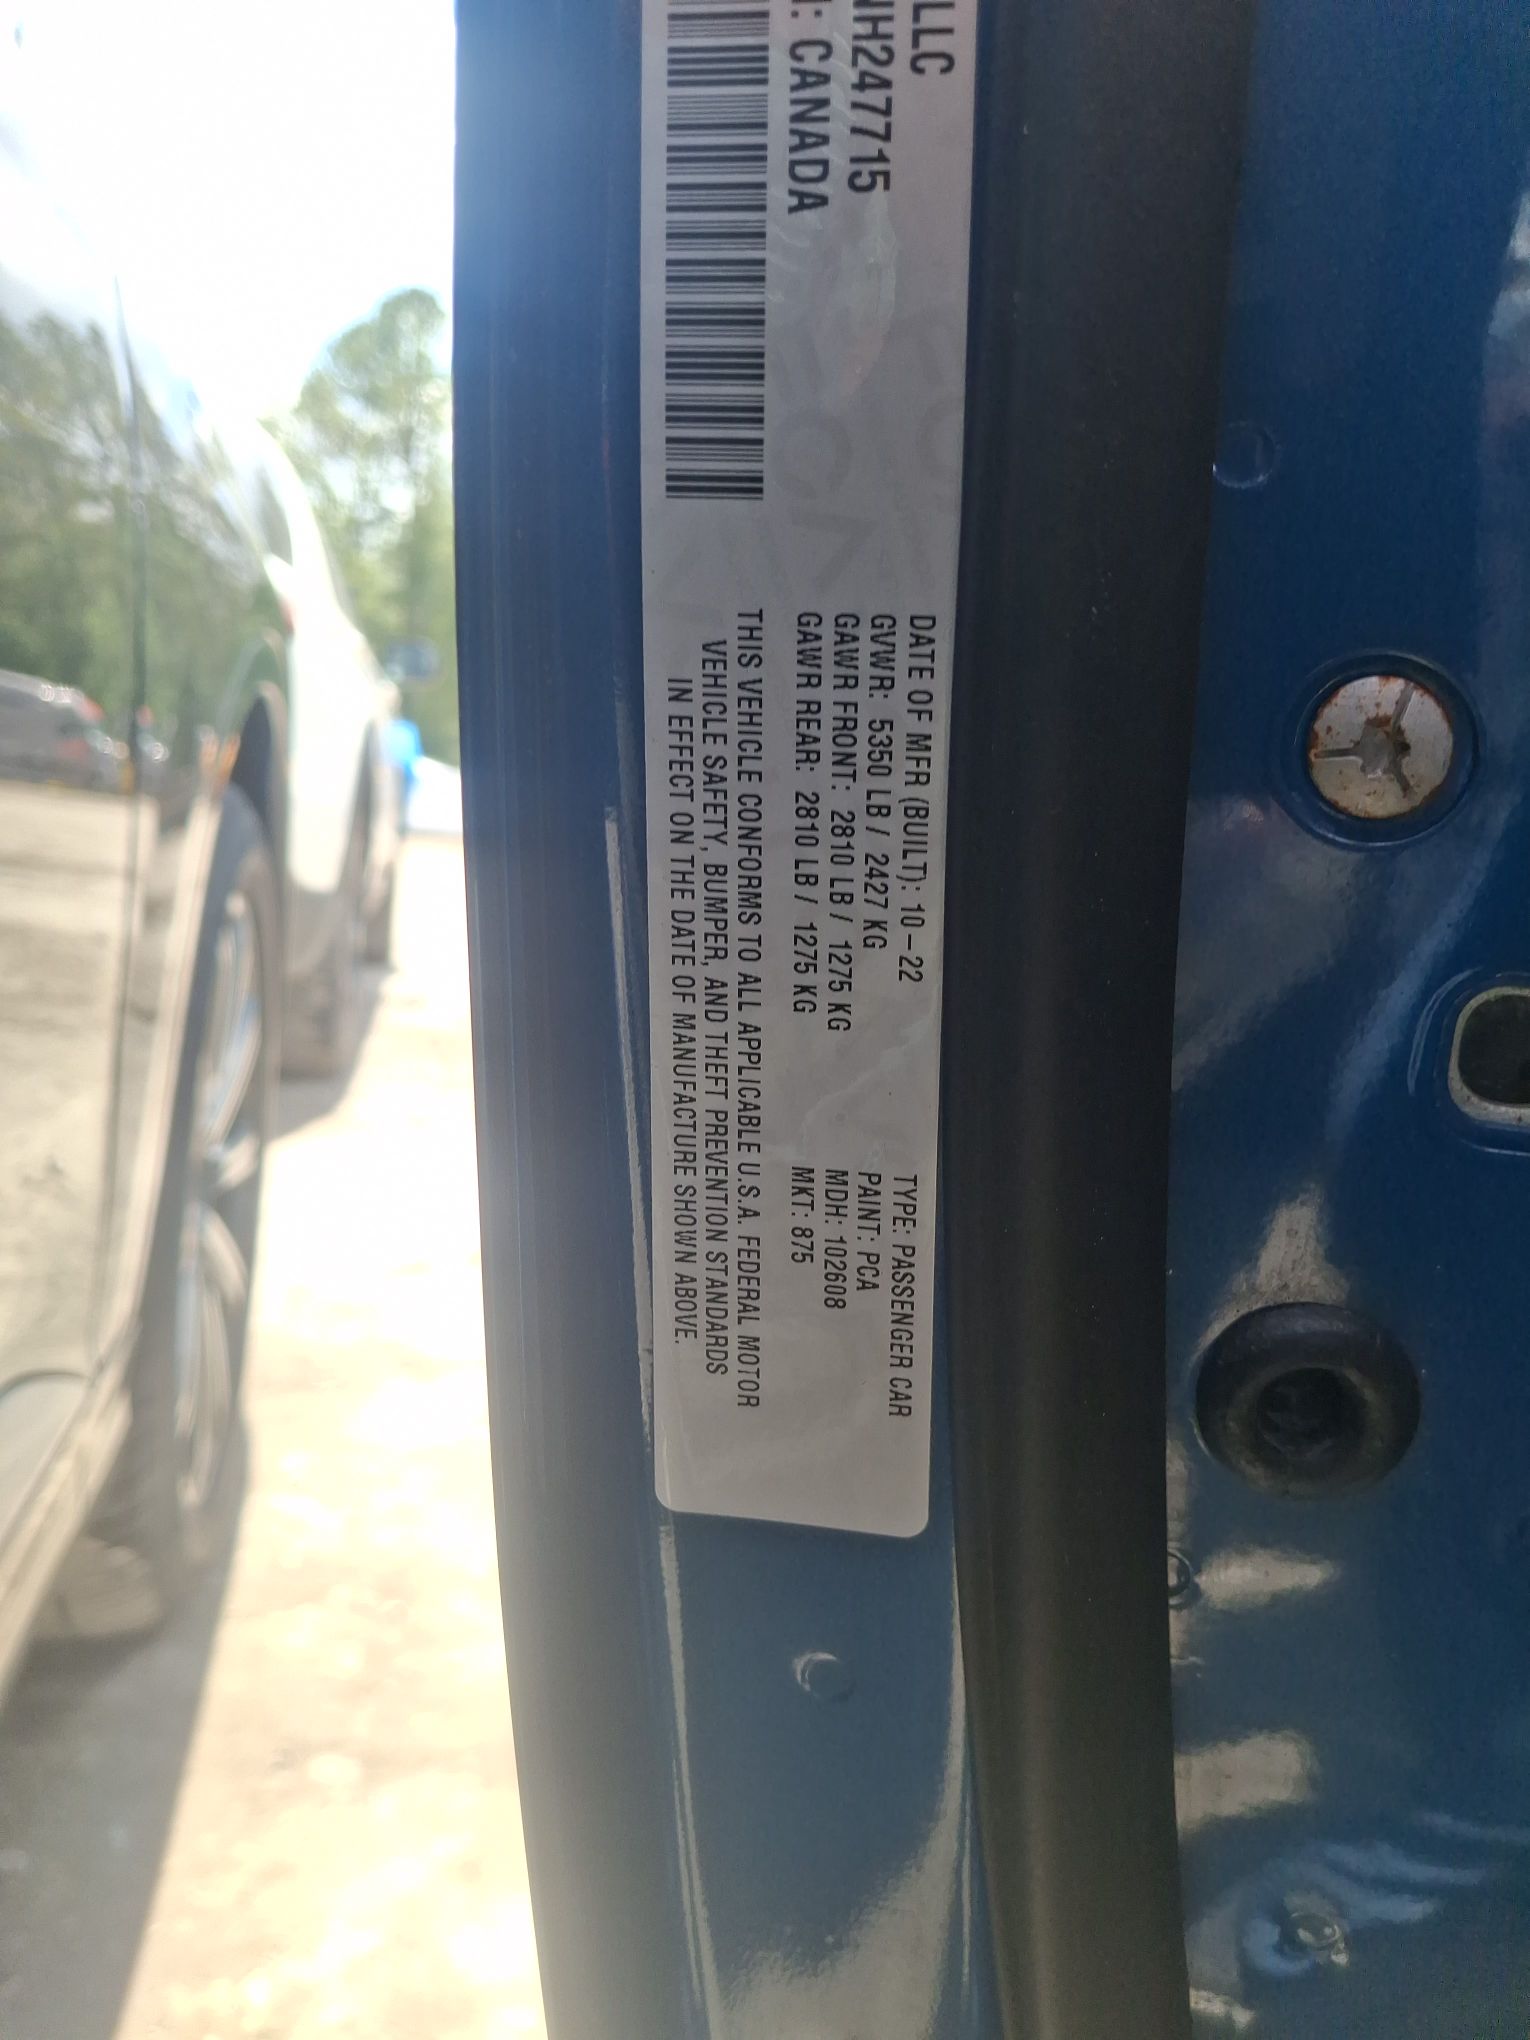 LLC
NH247715
: CANADA
DATE OF MFR (BUILT): 10-22
GVWR: 5350 LB / 2427 KG
GAWR FRONT: 2810 LB / 1275 KG
GAWR REAR: 2810 LB / 1275 KG
TYPE: PASSENGER CAR
PAINT: PCA
MDH: 102608
MKT: 875
THIS VEHICLE CONFORMS TO ALL APPLICABLE U.S.A. FEDERAL MOTOR
VEHICLE SAFETY, BUMPER, AND THEFT PREVENTION STANDARDS
IN EFFECT ON THE DATE OF MANUFACTURE SHOWN ABOVE.